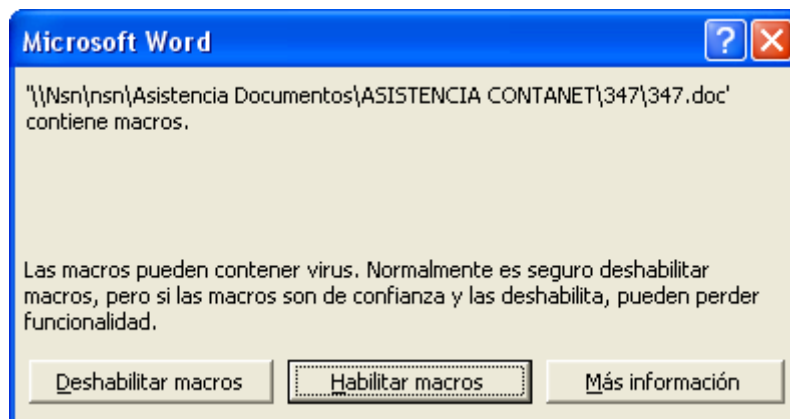 Microsoft Word
'\\Nsn\nsn\Asistencia Documentos\ASISTENCIA CONTANET\347\347.doc'
contiene macros.
Las macros pueden contener virus. Normalmente es seguro deshabilitar
macros, pero si las macros son de confianza y las deshabilita, pueden perder
funcionalidad.
Deshabilitar macros Habilitar macros Más información